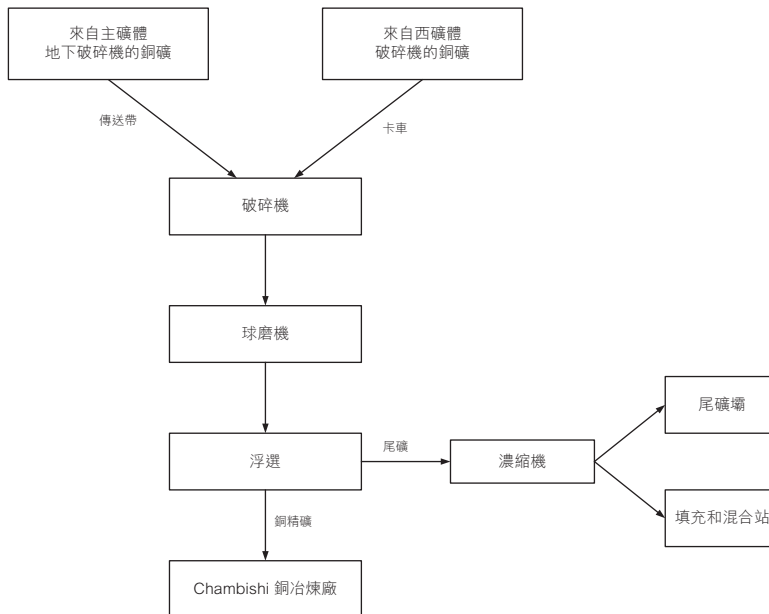 來自主礦體
地下破碎機的銅礦
來自西礦體
破碎機的銅礦
傳送帶
卡車
破碎機
球磨機
尾礦壩
浮選
尾礦
濃縮機
銅精礦
填充和混合站
Chambishi 銅冶煉廠